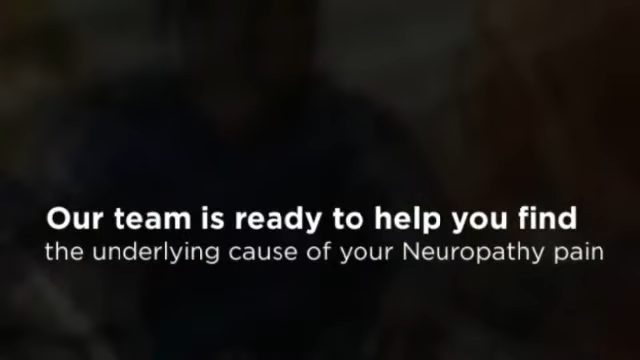 Our team is ready to help you find
the underlying cause of your Neuropathy pain